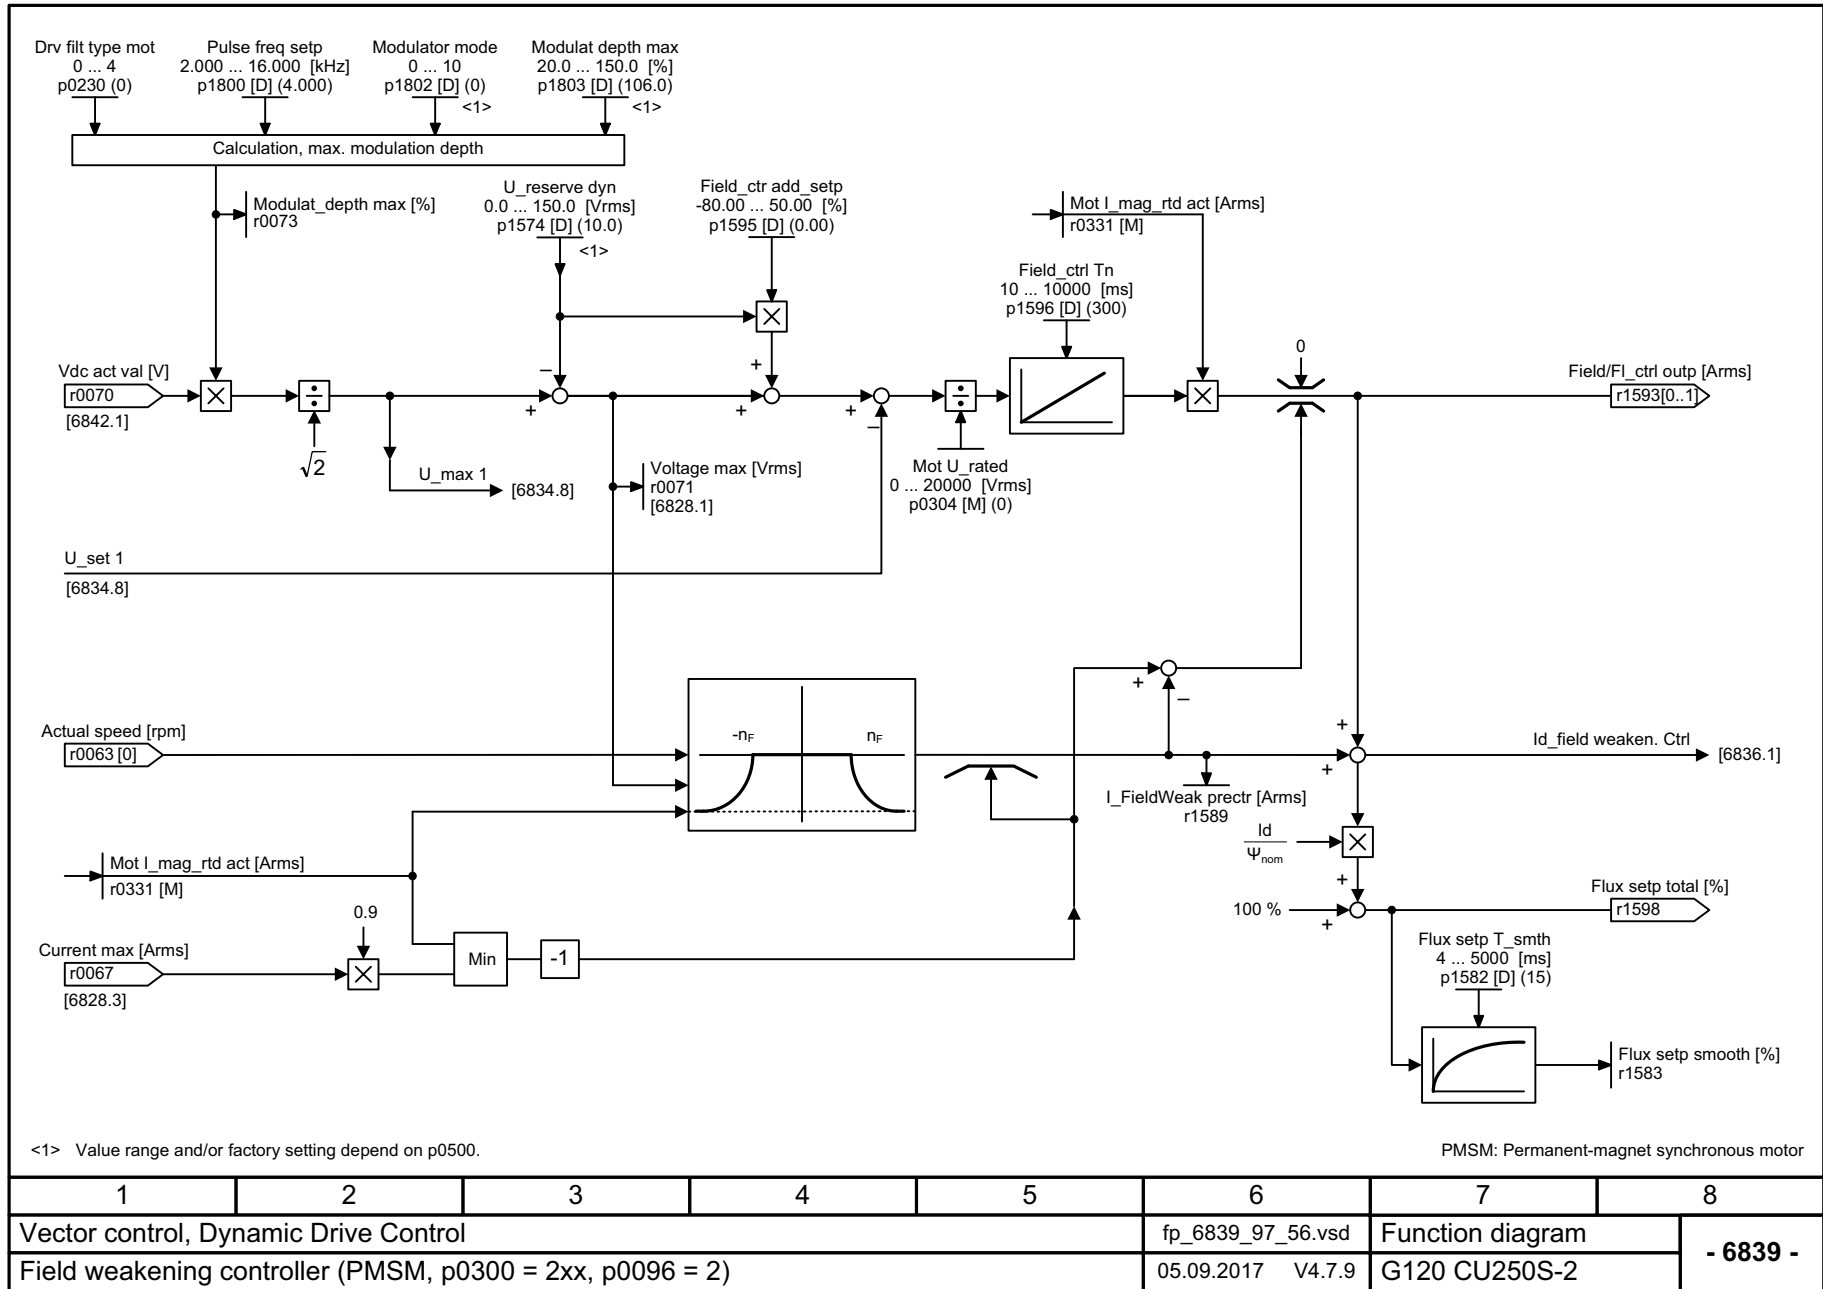 Drv filt type mot
0 ... 4
p0230 (0)
Pulse freq setp
2.000 ... 16.000 [kHz]
p1800 [D] (4.000)
Modulator mode
0 ... 10
p1802 [D] (0)
<1>
Modulat depth max
20.0 ... 150.0 [%]
p1803 [D] (106.0)
<1>
Calculation, max. modulation depth
Modulat_depth max [%]
r0073
U_reserve dyn
0.0 ... 150.0 [Vrms]
p1574 [D] (10.0)
<1>
Field_ctr add_setp
-80.00 ... 50.00 [%]
p1595 [D] (0.00)
Mot I_mag_rtd act [Arms]
r0331 [M]
Field_ctrl Tn
10 ... 10000 [ms]
p1596 [D] (300)
0
Vdc act val [V]
r0070
[6842.1]
×
÷
√2
U_max 1
[6834.8]
–
+
×
+
+
+
–
÷
×
Voltage max [Vrms]
r0071
[6828.1]
Mot U_rated
0 ... 20000 [Vrms]
p0304 [M] (0)
Field/Fl_ctrl outp [Arms]
r1593[0..1]
U_set 1
[6834.8]
+
–
Actual speed [rpm]
r0063 [0]
-nF
nF
I_FieldWeak prectr [Arms]
r1589
+
+
Id_field weaken. Ctrl
[6836.1]
Id
Ψnom
×
Mot I_mag_rtd act [Arms]
r0331 [M]
0.9
Current max [Arms]
r0067
[6828.3]
×
Min
-1
100 %
+
+
Flux setp total [%]
r1598
Flux setp T_smth
4 ... 5000 [ms]
p1582 [D] (15)
Flux setp smooth [%]
r1583
<1> Value range and/or factory setting depend on p0500.
PMSM: Permanent-magnet synchronous motor
1 2 3 4 5 6 7 8
Vector control, Dynamic Drive Control
fp_6839_97_56.vsd
Function diagram
- 6839 -
Field weakening controller (PMSM, p0300 = 2xx, p0096 = 2)
05.09.2017 V4.7.9
G120 CU250S-2